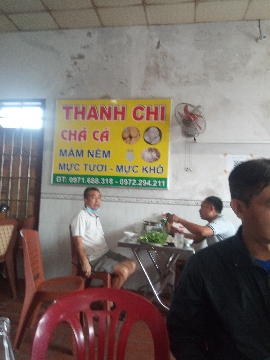 THANH CHI
CHẢ CÁ
MẮM NÊM
MỰC TƯƠI - MỰC KHÔ
ĐT: 0971.688.318 - 0972.294.211